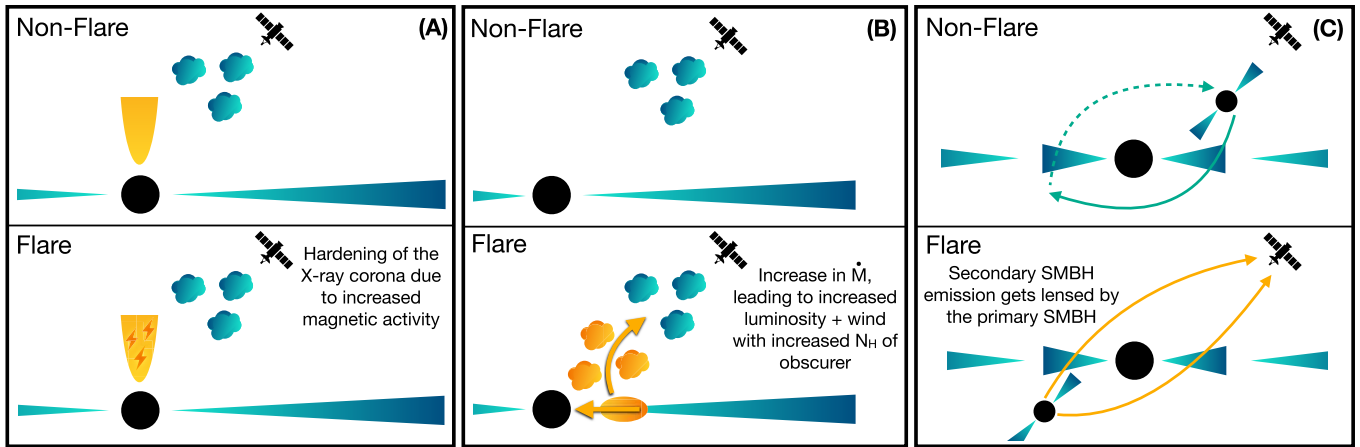 Non-Flare
(A)
Flare
Hardening of the
X-ray corona due
to increased
magnetic activity
Non-Flare
(B)
Flare
Increase in Ṁ,
leading to increased
luminosity + wind
with increased N_H of
obscurer
Non-Flare
(C)
Flare
Secondary SMBH
emission gets lensed by
the primary SMBH